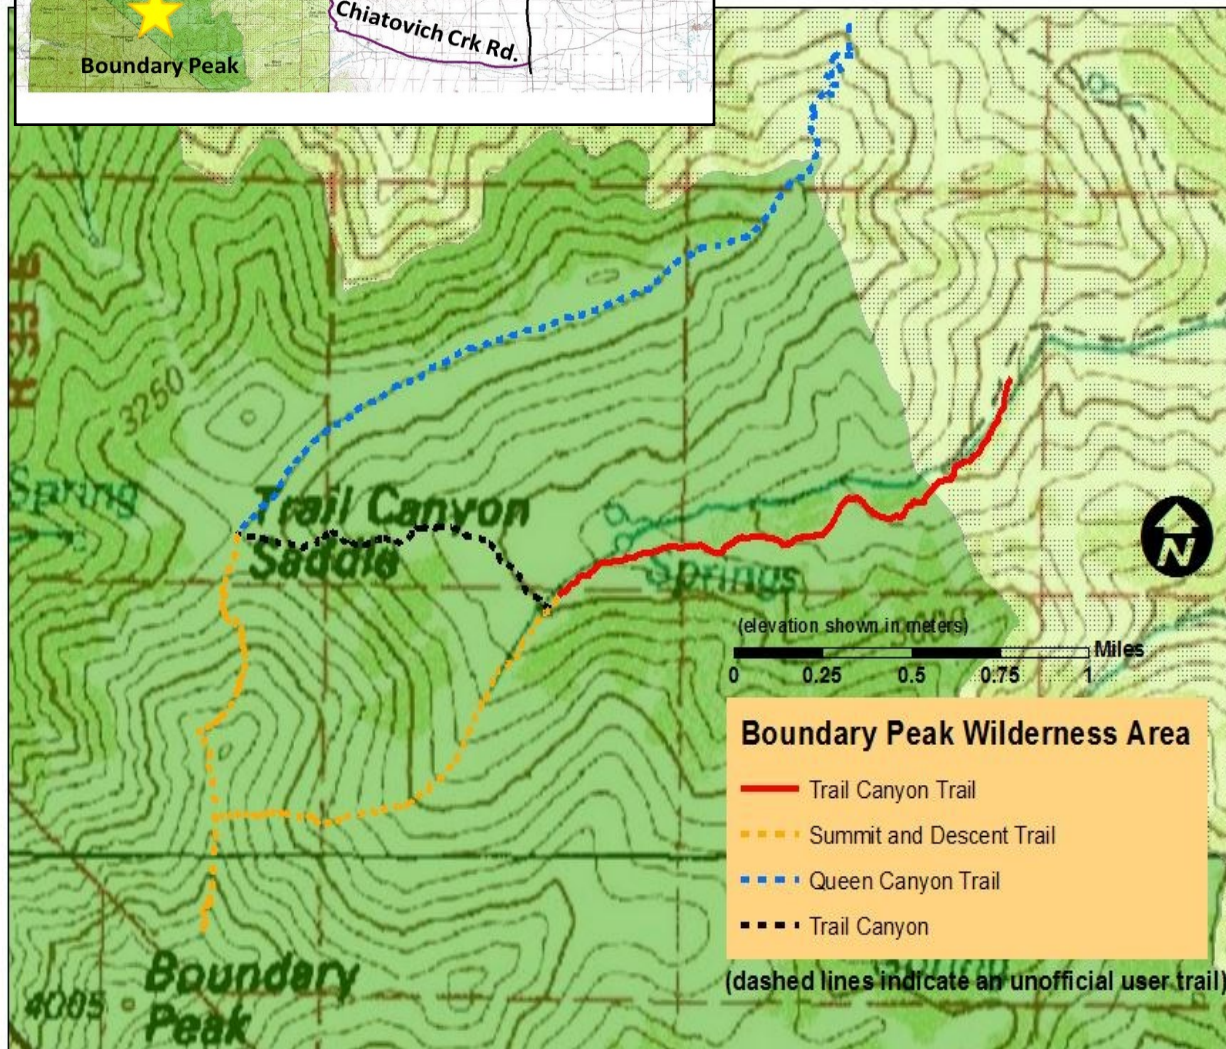 Chiatovich Crk Rd.
Boundary Peak
R 33 E
3250
Spring
Trail Canyon
Saddle
Springs
N
(elevation shown in meters)
Miles
0 0.25 0.5 0.75 1
Boundary Peak Wilderness Area
Trail Canyon Trail
Summit and Descent Trail
Queen Canyon Trail
Trail Canyon
(dashed lines indicate an unofficial user trail)
Boundary
Peak
4005